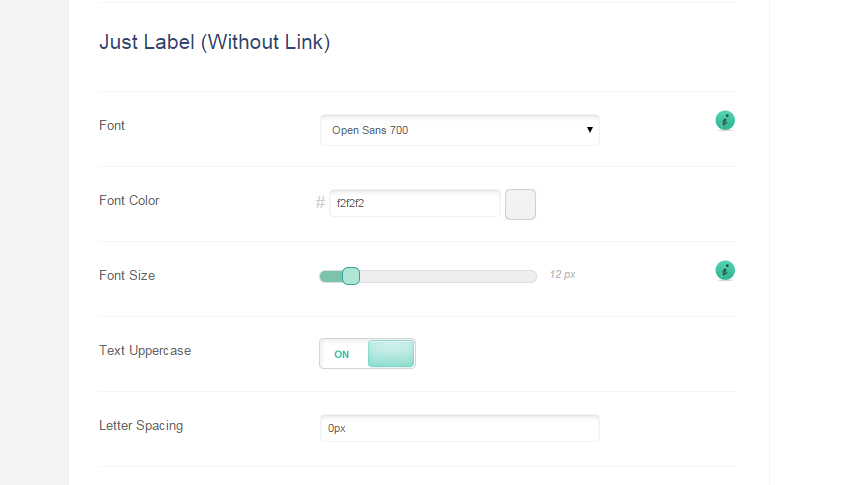 Just Label (Without Link)
Font
Open Sans 700
Font Color
# f2f2f2
Font Size
12 px
Text Uppercase
ON
Letter Spacing
0px